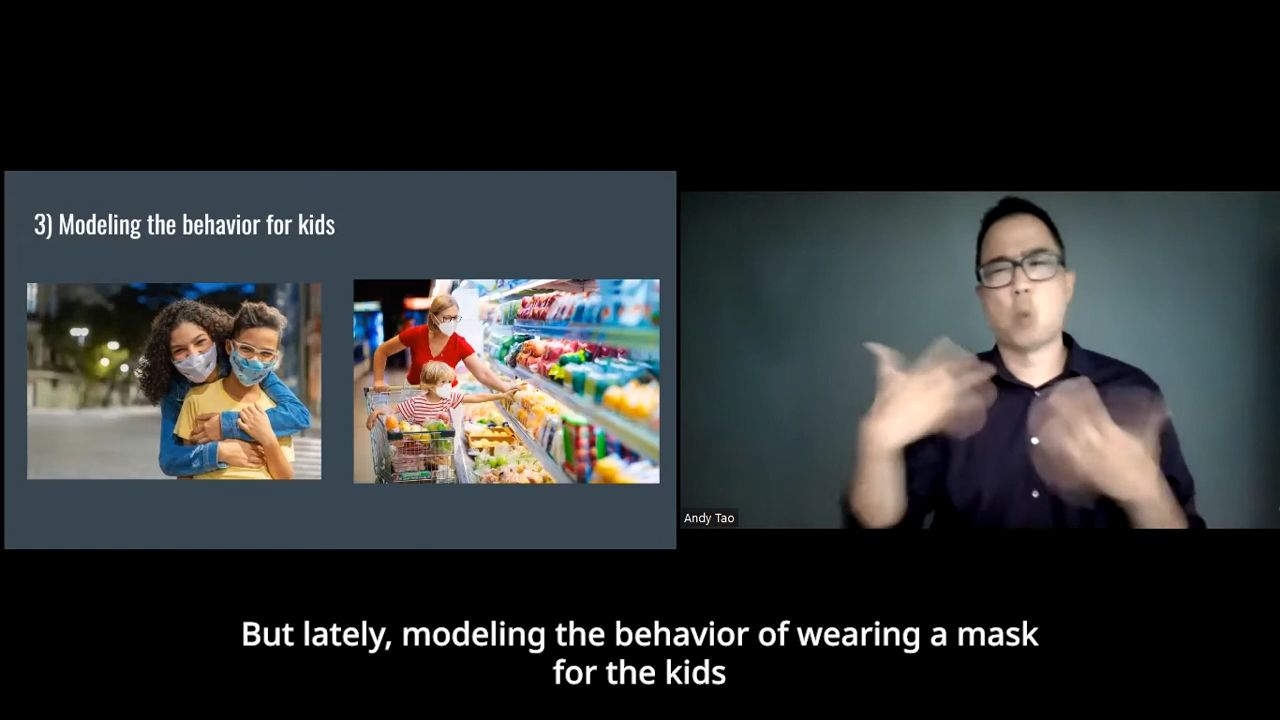 3) Modeling the behavior for kids
Andy Tao
But lately, modeling the behavior of wearing a mask
for the kids